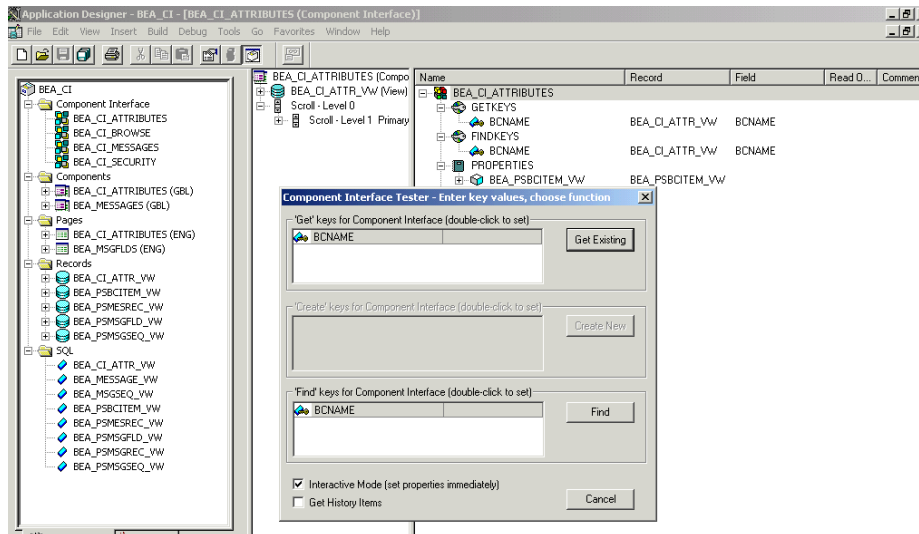 Application Designer - BEA_CI - [BEA_CI_ATTRIBUTES (Component Interface)]
File Edit View Insert Build Debug Tools Go Favorites Window Help
BEA_CI
Component Interface
BEA_CI_ATTRIBUTES
BEA_CI_BROWSE
BEA_CI_MESSAGES
BEA_CI_SECURITY
Components
BEA_CI_ATTRIBUTES (GBL)
BEA_MESSAGES (GBL)
Pages
BEA_CI_ATTRIBUTES (ENG)
BEA_MSGFLDS (ENG)
Records
BEA_CI_ATTR_VW
BEA_PSBCITEM_VW
BEA_PSMESREC_VW
BEA_PSMSGFLD_VW
BEA_PSMSGSEQ_VW
SQL
BEA_CI_ATTR_VW
BEA_MESSAGE_VW
BEA_MSGSEQ_VW
BEA_PSBCITEM_VW
BEA_PSMESREC_VW
BEA_PSMSGFLD_VW
BEA_PSMSGREC_VW
BEA_PSMSGSEQ_VW
BEA_CI_ATTRIBUTES (Compo
BEA_CI_ATTR_VW (View)
Scroll - Level 0
Scroll - Level 1 Primary
Name Record Field Read O... Commen
BEA_CI_ATTRIBUTES
GETKEYS
BCNAME BEA_CI_ATTR_VW BCNAME
FINDKEYS
BCNAME BEA_CI_ATTR_VW BCNAME
PROPERTIES
BEA_PSBCITEM_VW BEA_PSBCITEM_VW
Component Interface Tester - Enter key values, choose function
'Get' keys for Component Interface (double-click to set)
BCNAME
Get Existing
'Create' keys for Component Interface (double-click to set)
Create New
'Find' keys for Component Interface (double-click to set)
BCNAME
Find
Interactive Mode (set properties immediately)
Get History Items
Cancel